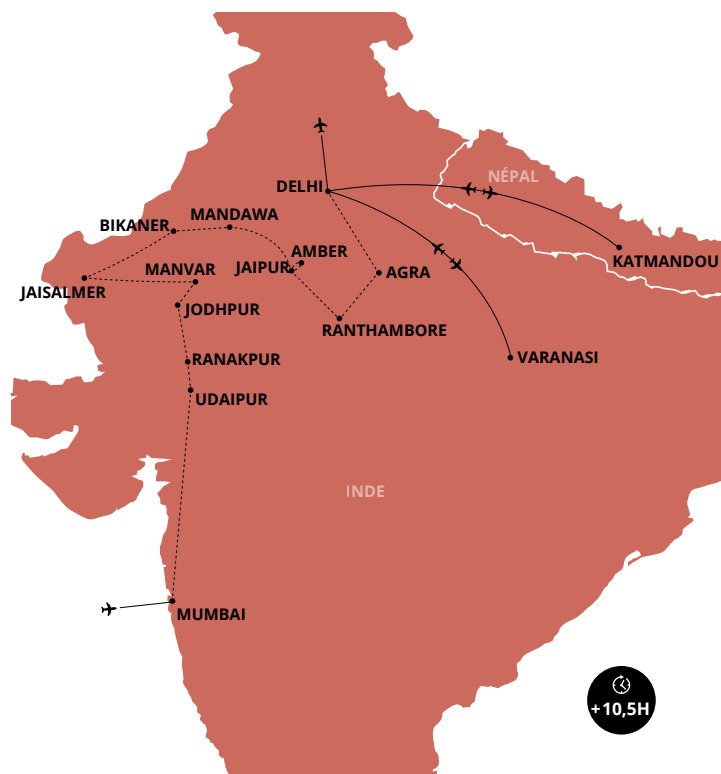 NÉPAL
DELHI
MANDAWA
BIKANER
AMBER
KATMANDOU
JAIPUR
MANVAR
AGRA
JAISALMER
JODHPUR
RANTHAMBORE
RANAKPUR
VARANASI
UDAIPUR
INDE
MUMBAI
+10,5H